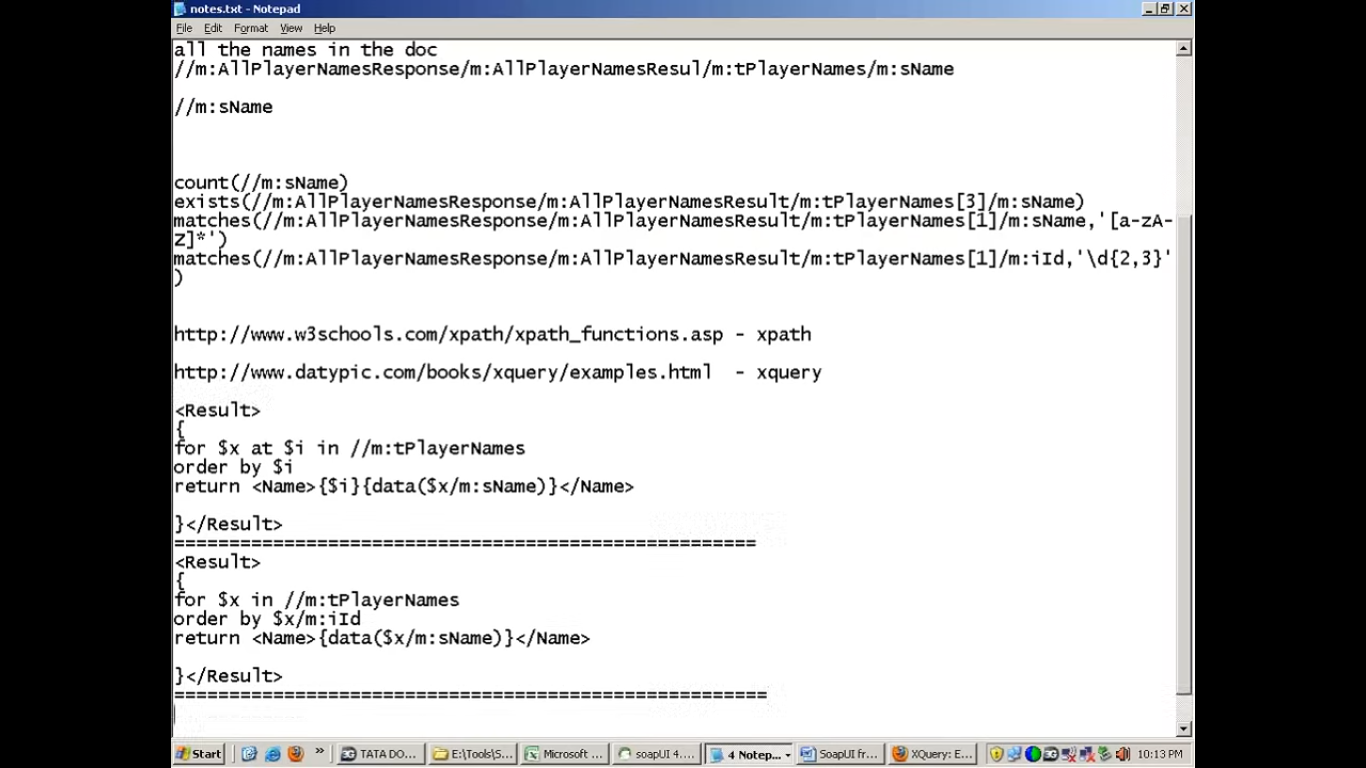 notes.txt - Notepad
File Edit Format View Help
all the names in the doc
//m:AllPlayerNamesResponse/m:AllPlayerNamesResul/m:tPlayerNames/m:sName
//m:sName
count(//m:sName)
exists(//m:AllPlayerNamesResponse/m:AllPlayerNamesResult/m:tPlayerNames[3]/m:sName)
matches(//m:AllPlayerNamesResponse/m:AllPlayerNamesResult/m:tPlayerNames[1]/m:sName,'[a-zA-
Z]*')
matches(//m:AllPlayerNamesResponse/m:AllPlayerNamesResult/m:tPlayerNames[1]/m:iId,'\d{2,3}'
)
http://www.w3schools.com/xpath/xpath_functions.asp - xpath
http://www.datypic.com/books/xquery/examples.html - xquery
<Result>
{
for $x at $i in //m:tPlayerNames
order by $i
return <Name>{$i}{data($x/m:sName)}</Name>
}</Result>
=====================================================
<Result>
{
for $x in //m:tPlayerNames
order by $x/m:iId
return <Name>{data($x/m:sName)}</Name>
}</Result>
======================================================
Start » TATA DO... E:\Tools\S... Microsoft ... soapUI 4.... 4 Notep... SoapUI fr... XQuery: E... 10:13 PM